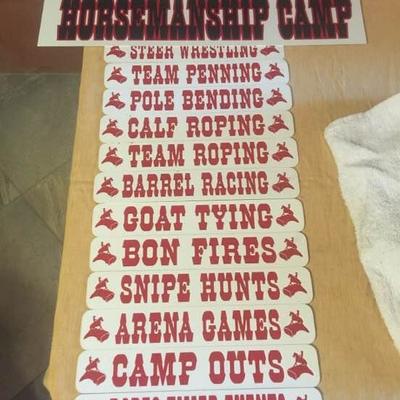 HORSEMANSHIP CAMP
STEER WRESTLING
TEAM PENNING
POLE BENDING
CALF ROPING
TEAM ROPING
BARREL RACING
GOAT TYING
BON FIRES
SNIPE HUNTS
ARENA GAMES
CAMP OUTS
EVENTS